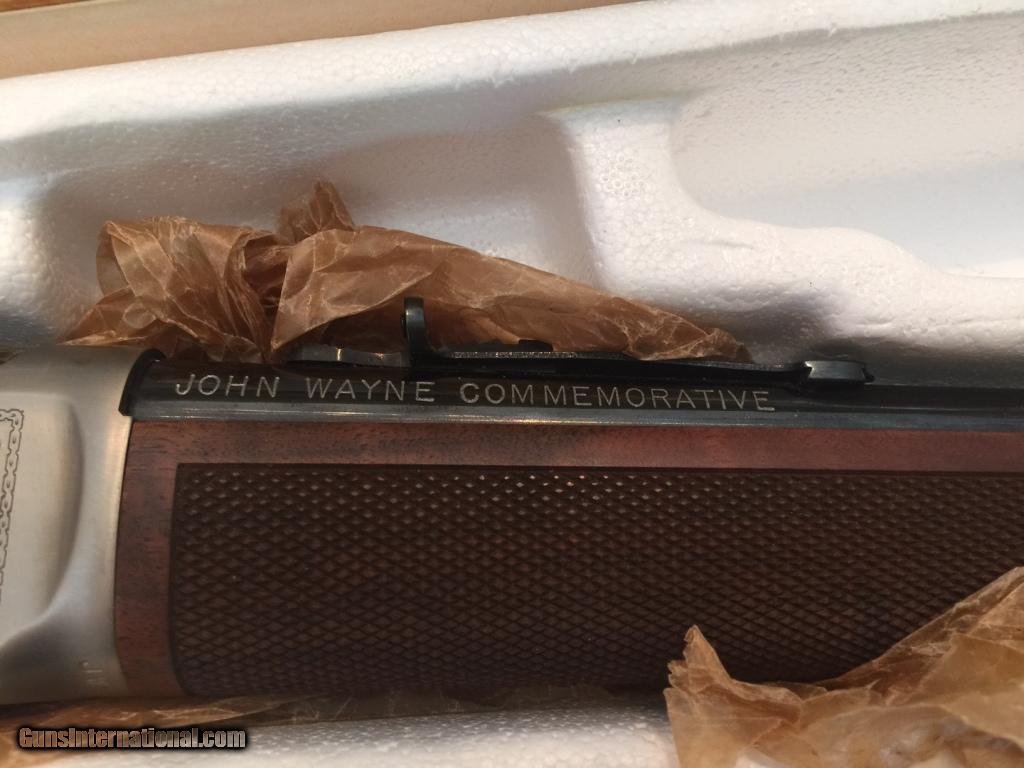 JOHN WAYNE COMMEMORATIVE
GunsInternational.com